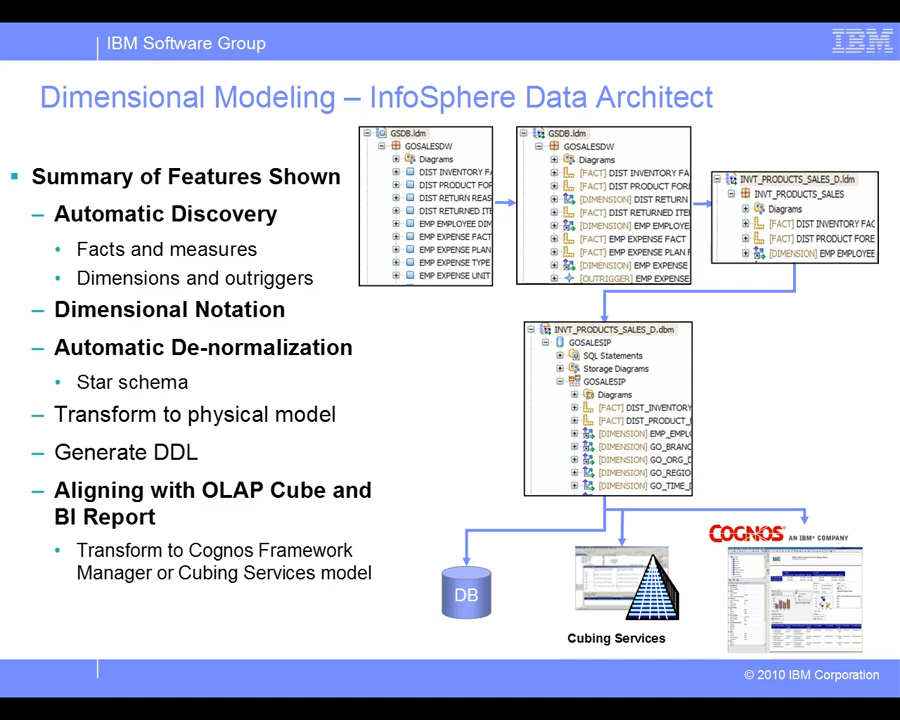 IBM Software Group
IBM
Dimensional Modeling – InfoSphere Data Architect
Summary of Features Shown
– Automatic Discovery
• Facts and measures
• Dimensions and outriggers
– Dimensional Notation
– Automatic De-normalization
• Star schema
– Transform to physical model
– Generate DDL
– Aligning with OLAP Cube and
BI Report
• Transform to Cognos Framework
Manager or Cubing Services model
GSDB.ldm
GOSALESDW
Diagrams
DIST INVENTORY FA
DIST PRODUCT FOR
DIST RETURN REAS
DIST RETURNED ITE
EMP EMPLOYEE DIM
EMP EXPENSE FACT
EMP EXPENSE PLAN
EMP EXPENSE TYPE
EMP EXPENSE UNIT
GSDB.ldm
GOSALESDW
Diagrams
[FACT] DIST INVENTORY FA
[FACT] DIST PRODUCT FOR
[DIMENSION] DIST RETURN
[FACT] DIST RETURNED ITE
[DIMENSION] EMP EMPLOYE
[FACT] EMP EXPENSE FACT
[FACT] EMP EXPENSE PLAN
[DIMENSION] EMP EXPENSE
[OUTRIGGER] EMP EXPENSE
INVT_PRODUCTS_SALES_D.ldm
INVT_PRODUCTS_SALES
Diagrams
[FACT] DIST INVENTORY FAC
[FACT] DIST PRODUCT FORE
[DIMENSION] EMP EMPLOYEE
INVT_PRODUCTS_SALES_D.dbm
GOSALESIP
SQL Statements
Storage Diagrams
GOSALESIP
Diagrams
[FACT] DIST_INVENTORY
[FACT] DIST_PRODUCT_
[DIMENSION] EMP_EMPL
[DIMENSION] GO_BRANC
[DIMENSION] GO_ORG_D
[DIMENSION] GO_REGIO
[DIMENSION] GO_TIME_D
DB
Cubing Services
COGNOS AN IBM COMPANY
© 2010 IBM Corporation